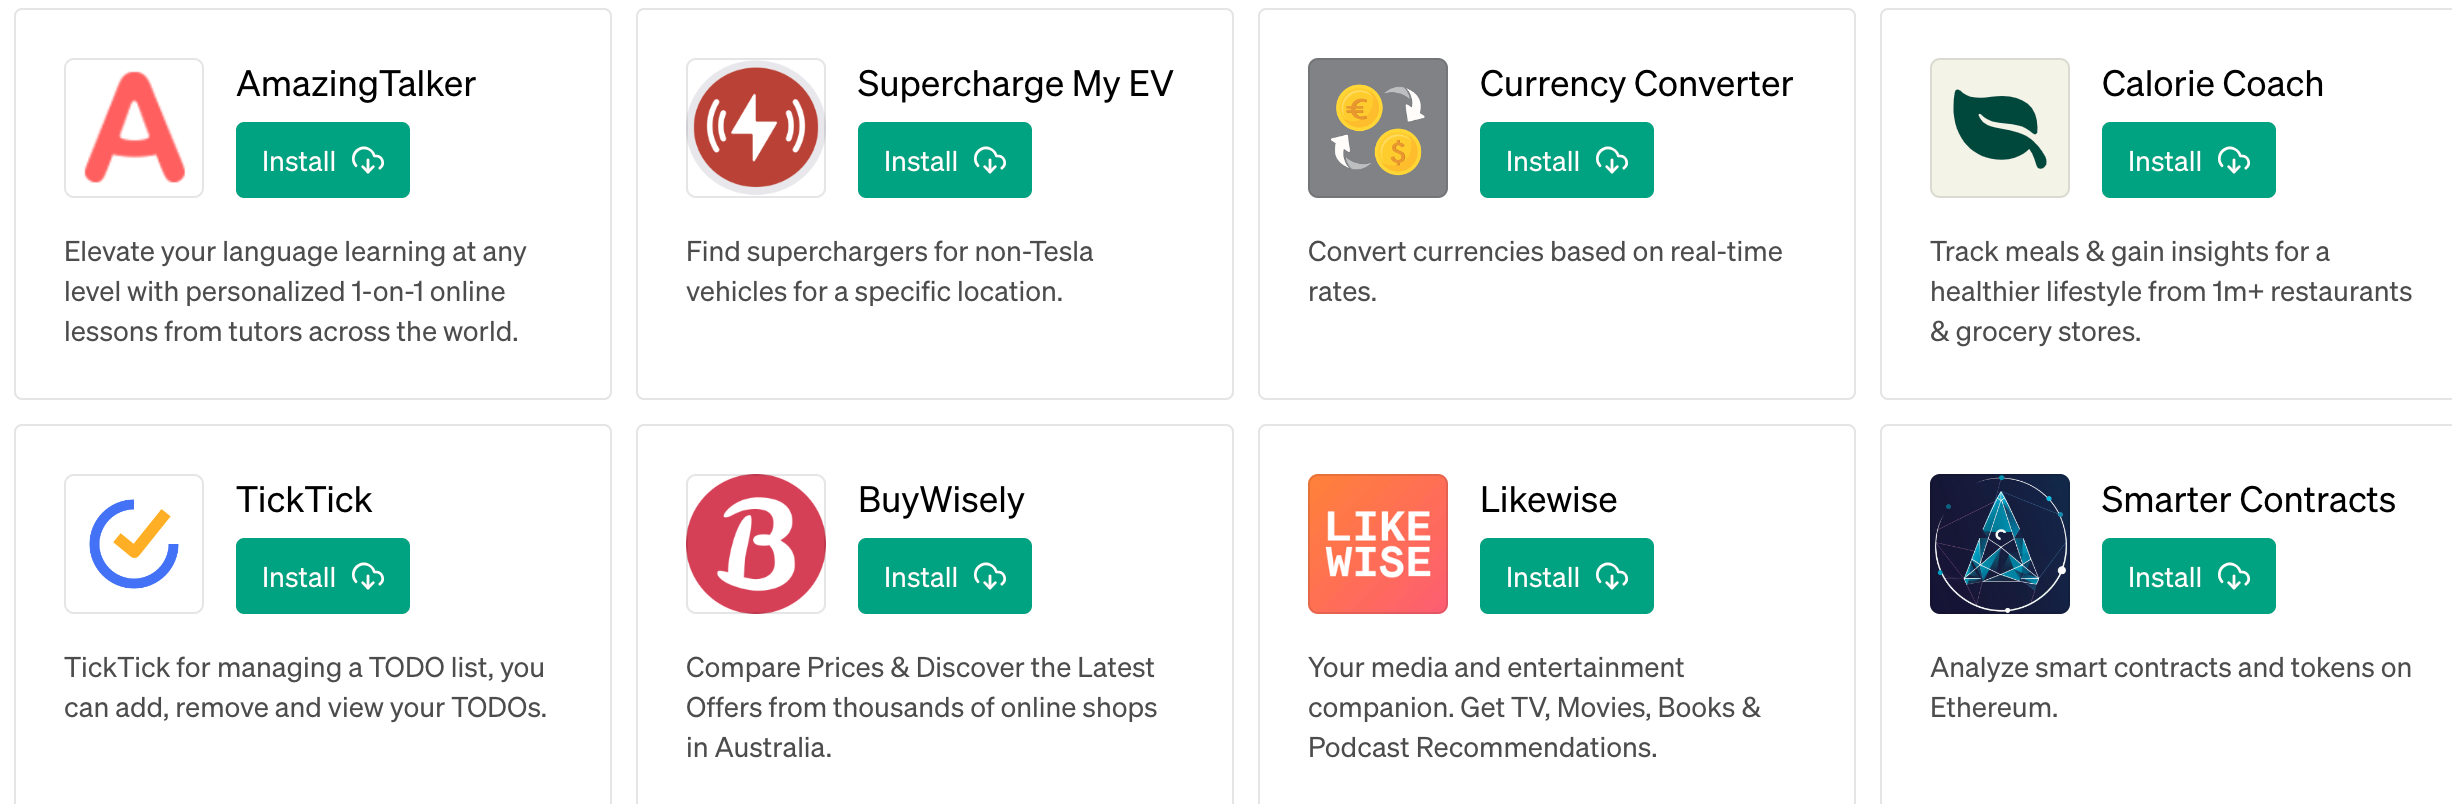 AmazingTalker
Install
Elevate your language learning at any
level with personalized 1-on-1 online
lessons from tutors across the world.
Supercharge My EV
Install
Find superchargers for non-Tesla
vehicles for a specific location.
Currency Converter
Install
Convert currencies based on real-time
rates.
Calorie Coach
Install
Track meals & gain insights for a
healthier lifestyle from 1m+ restaurants
& grocery stores.
TickTick
Install
TickTick for managing a TODO list, you
can add, remove and view your TODOs.
B
BuyWisely
Install
Compare Prices & Discover the Latest
Offers from thousands of online shops
in Australia.
LIKE
WISE
Likewise
Install
Your media and entertainment
companion. Get TV, Movies, Books &
Podcast Recommendations.
Smarter Contracts
Install
Analyze smart contracts and tokens on
Ethereum.